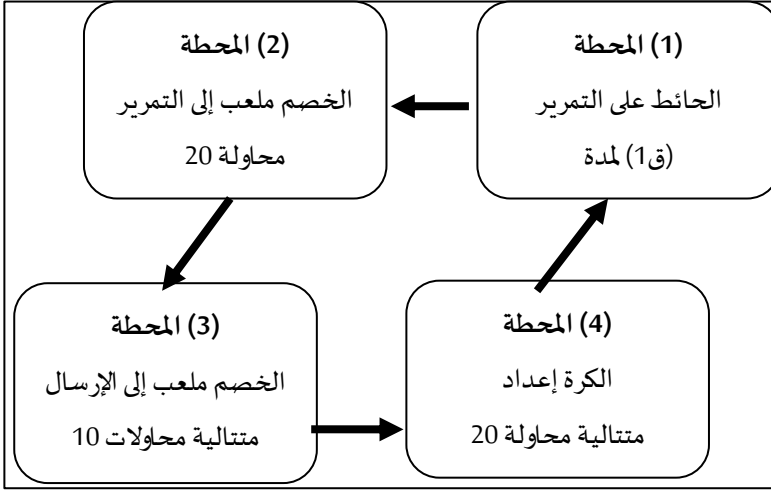 (1) المحطة
الحائط على التمرير
(ق1) لمدة
(2) المحطة
الخصم ملعب إلى التمرير
محاولة 20
(3) المحطة
الخصم ملعب إلى الإرسال
متتالية محاولات 10
(4) المحطة
الكرة إعداد
متتالية محاولة 20